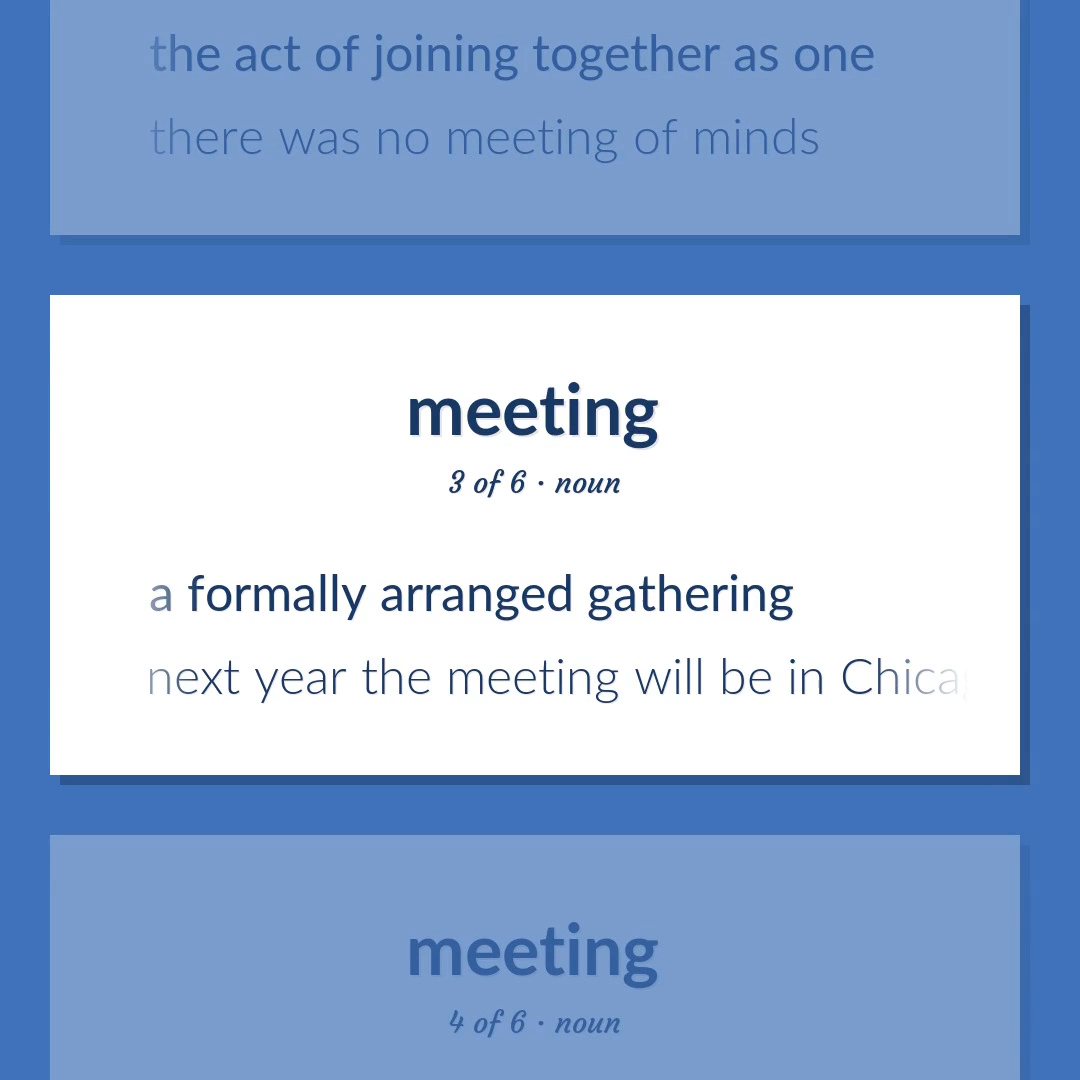 the act of joining together as one
there was no meeting of minds
meeting
3 of 6 · noun
a formally arranged gathering
next year the meeting will be in
meeting
4 of 6 · noun